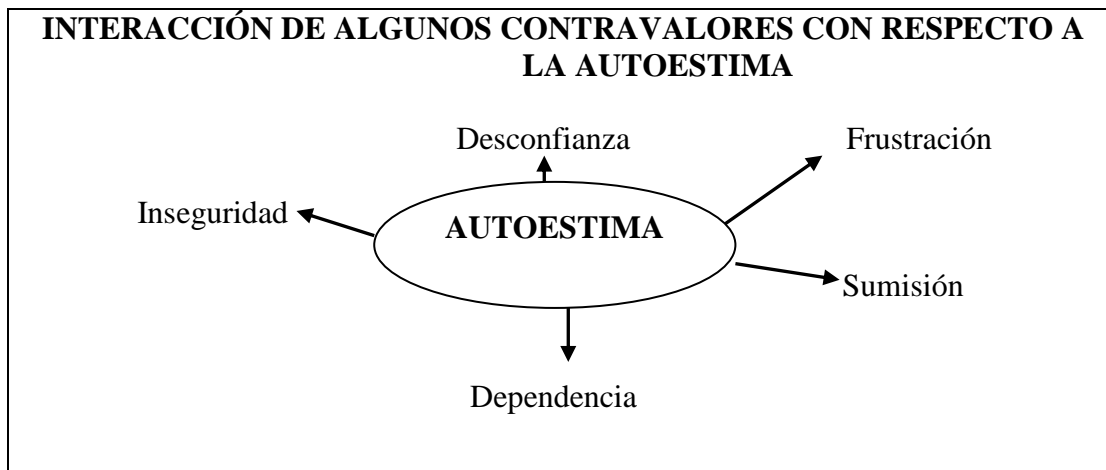 INTERACCIÓN DE ALGUNOS CONTRAVALORES CON RESPECTO A
LA AUTOESTIMA
Desconfianza
Frustración
Inseguridad
AUTOESTIMA
Sumisión
Dependencia